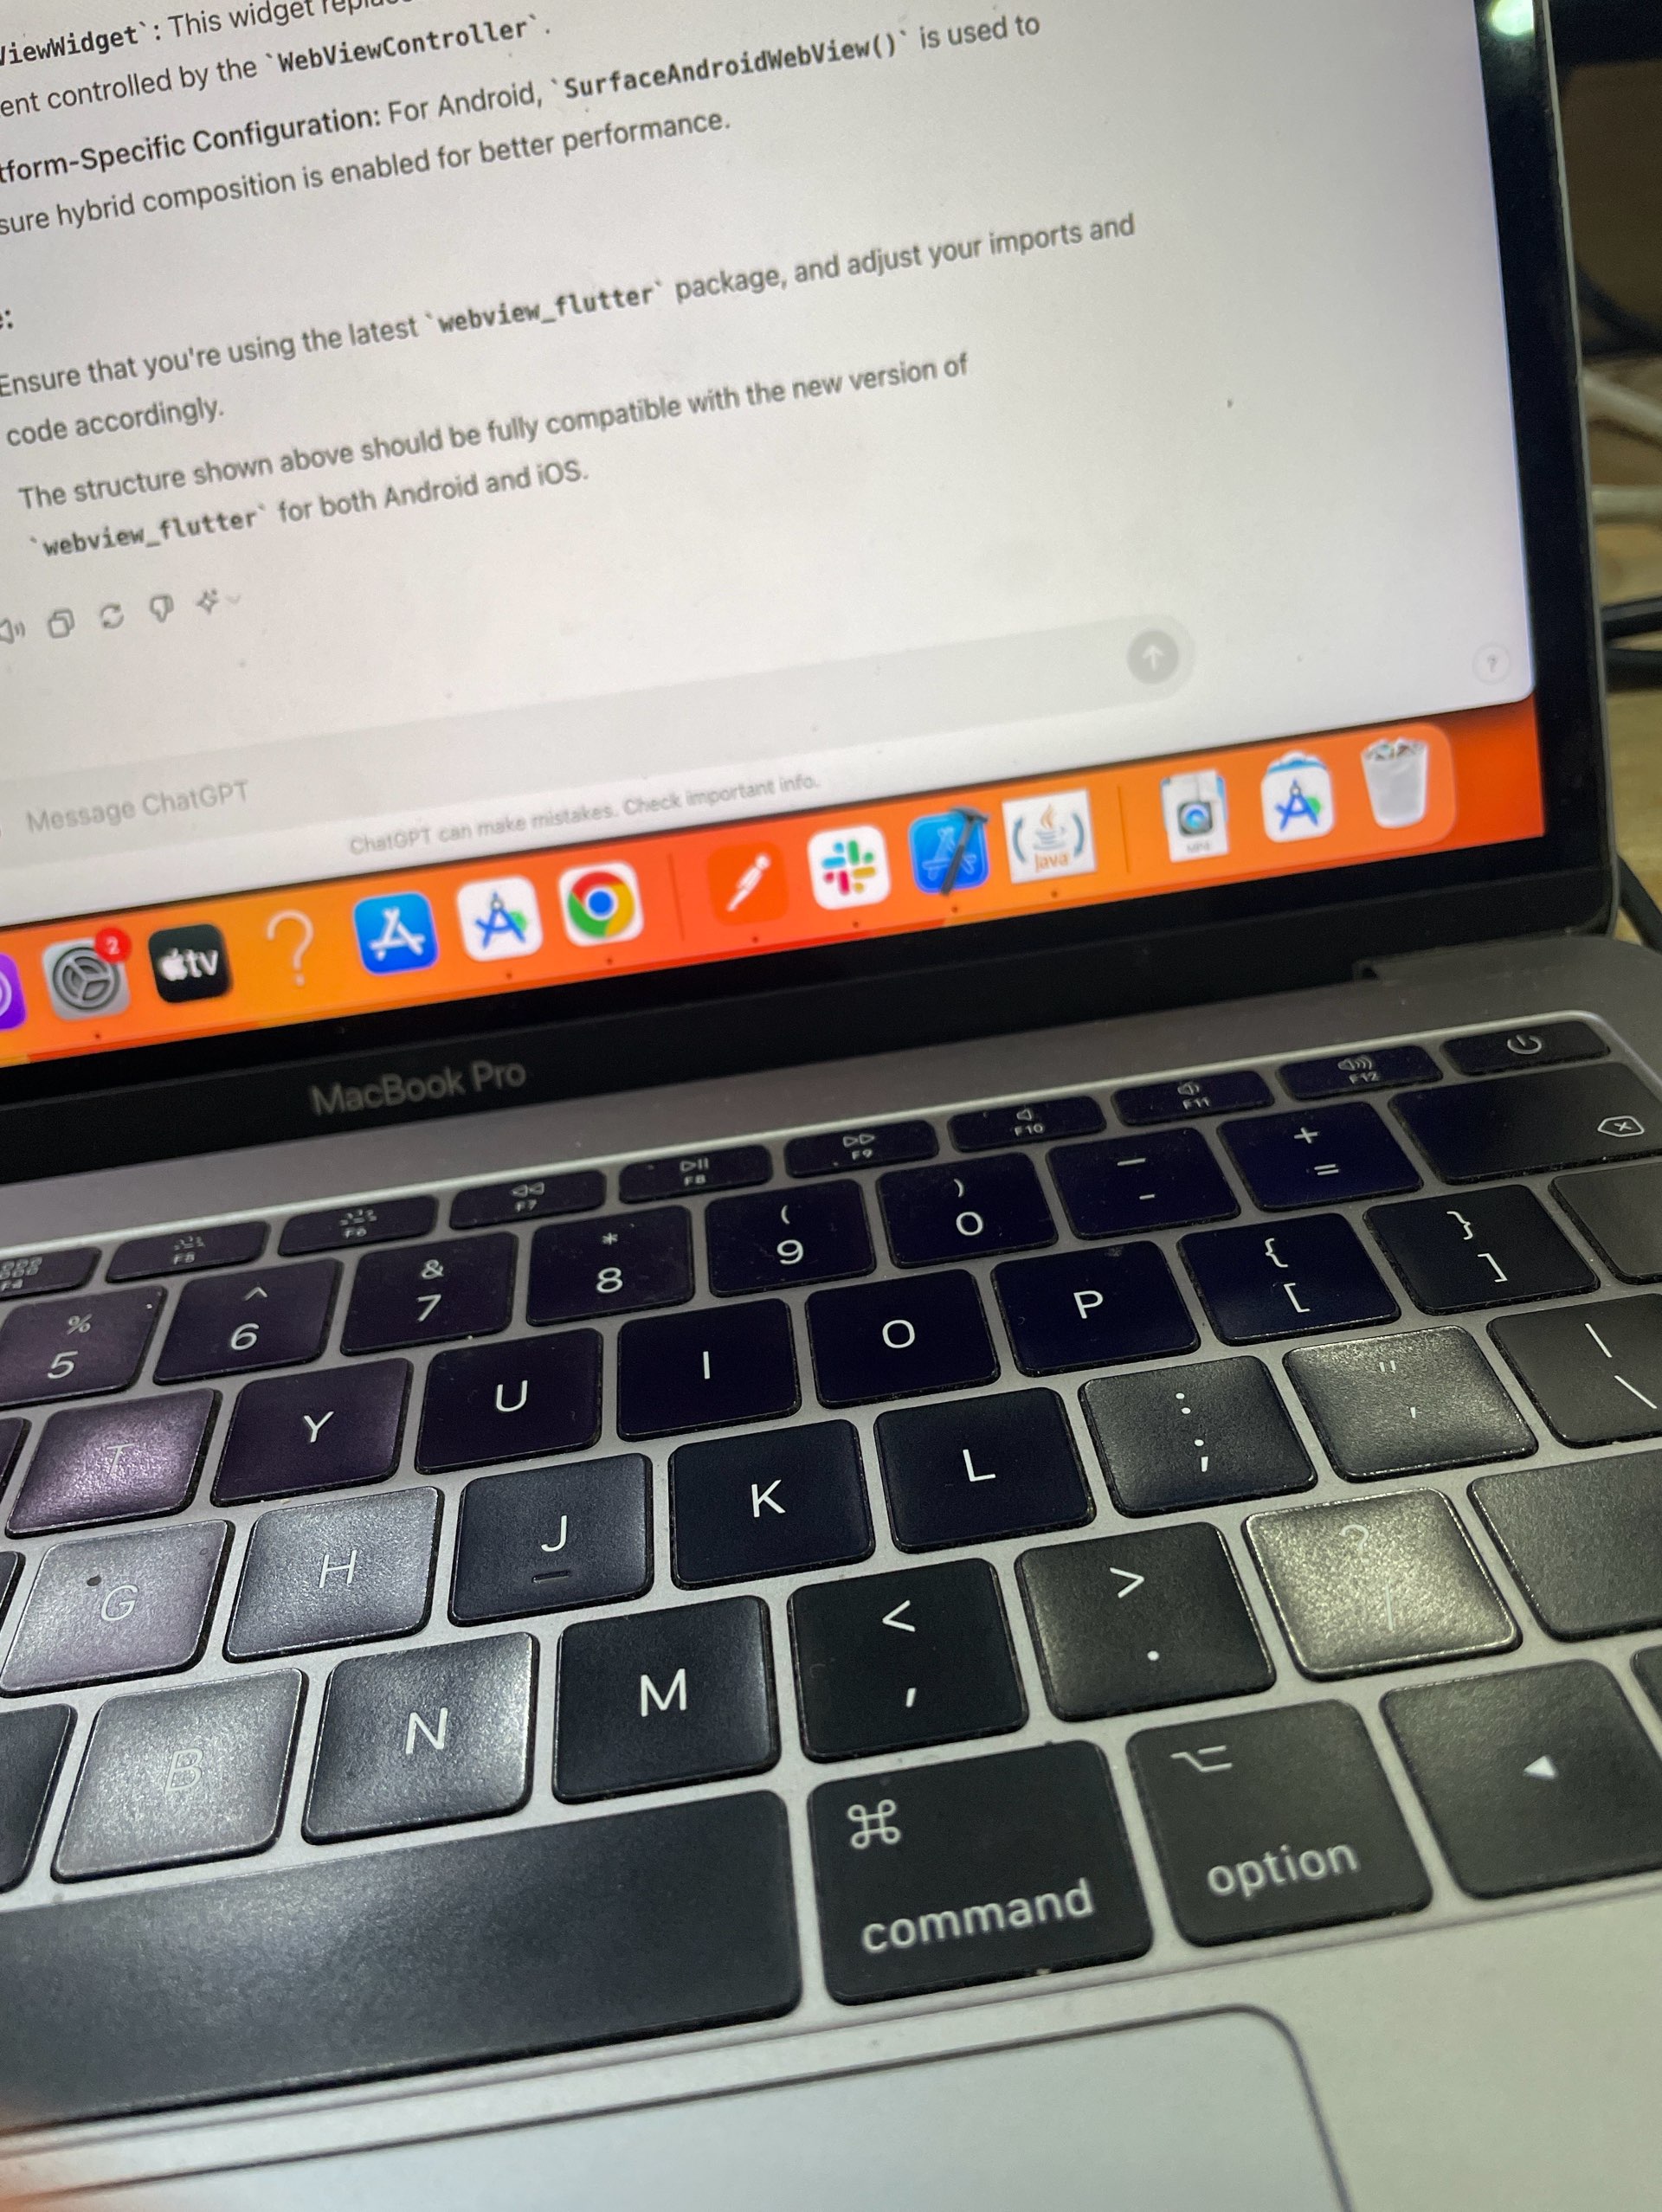 ViewWidget`: This widget
ent controlled by the `WebViewController`.
tform-Specific Configuration: For Android, `SurfaceAndroidWebView()` is used to
sure hybrid composition is enabled for better performance.
e:
Ensure that you're using the latest `webview_flutter` package, and adjust your imports and
code accordingly.
The structure shown above should be fully compatible with the new version of
`webview_flutter` for both Android and iOS.
?
Message ChatGPT
ChatGPT can make mistakes. Check important info.
2
tv
?
Java
MP4
MacBook Pro
F4 F5 F6 F7 F8 F9 F10 F11 F12
% ^ & * ( ) — +
5 6 7 8 9 0 - =
T Y U I O P { [ } ]
G H J K L : ; " ' | \
B N M < , > . ? /
⌘ ⌥
command option